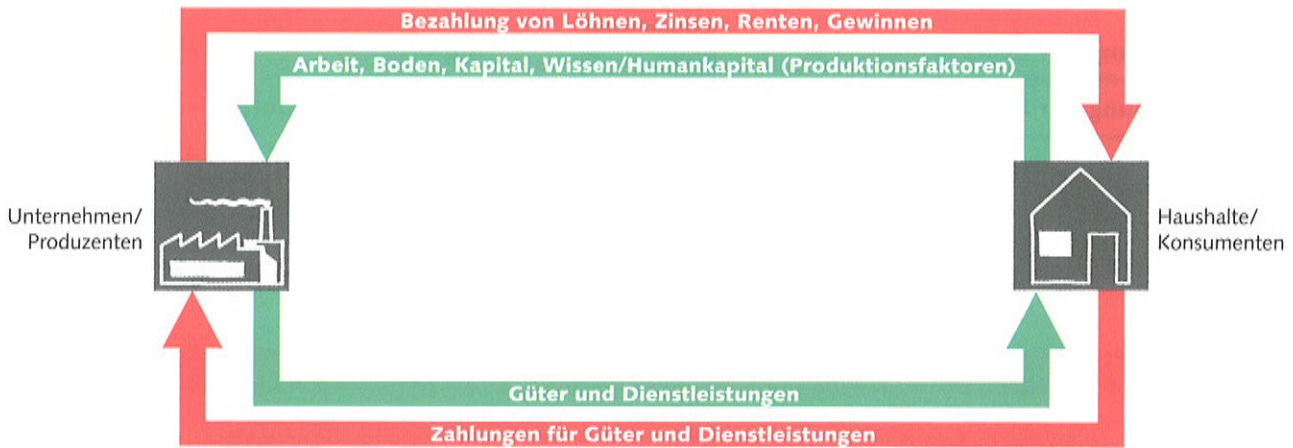 Bezahlung von Löhnen, Zinsen, Renten, Gewinnen
Arbeit, Boden, Kapital, Wissen/Humankapital (Produktionsfaktoren)
Unternehmen/
Produzenten
Haushalte/
Konsumenten
Güter und Dienstleistungen
Zahlungen für Güter und Dienstleistungen